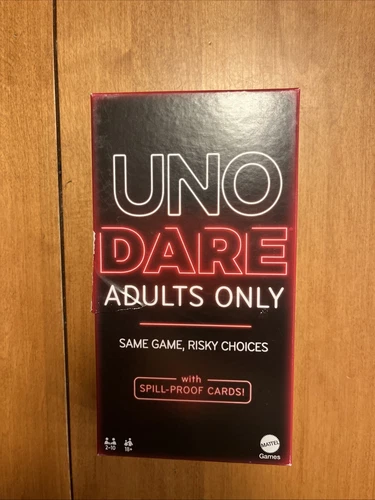 UNO
DARE
ADULTS ONLY
SAME GAME, RISKY CHOICES
with
SPILL-PROOF CARDS!
2-10
18+
MATTEL
Games